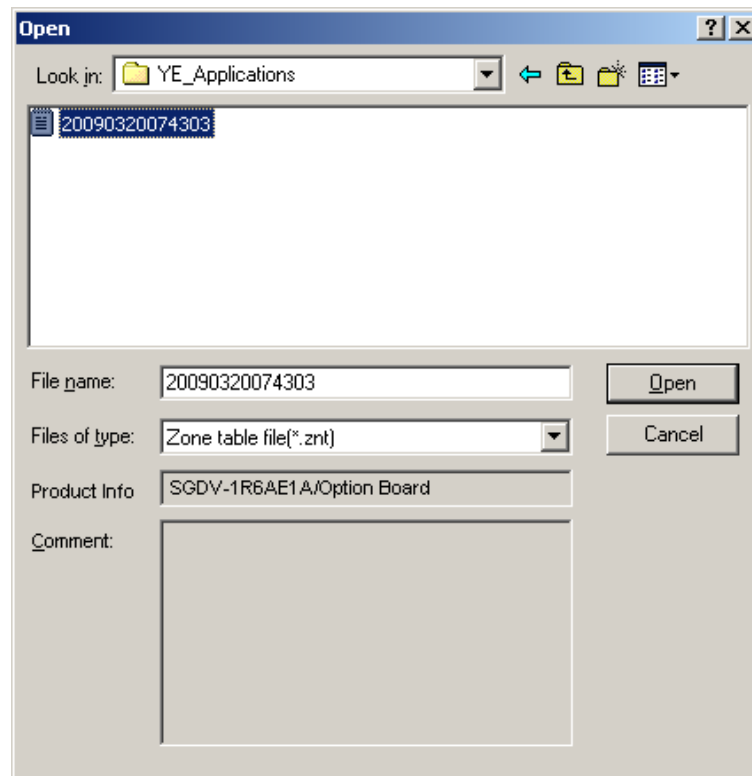 Open
Look in: YE_Applications
20090320074303
File name: 20090320074303 Open
Files of type: Zone table file(*.znt) Cancel
Product Info SGDV-1R6AE1A/Option Board
Comment: